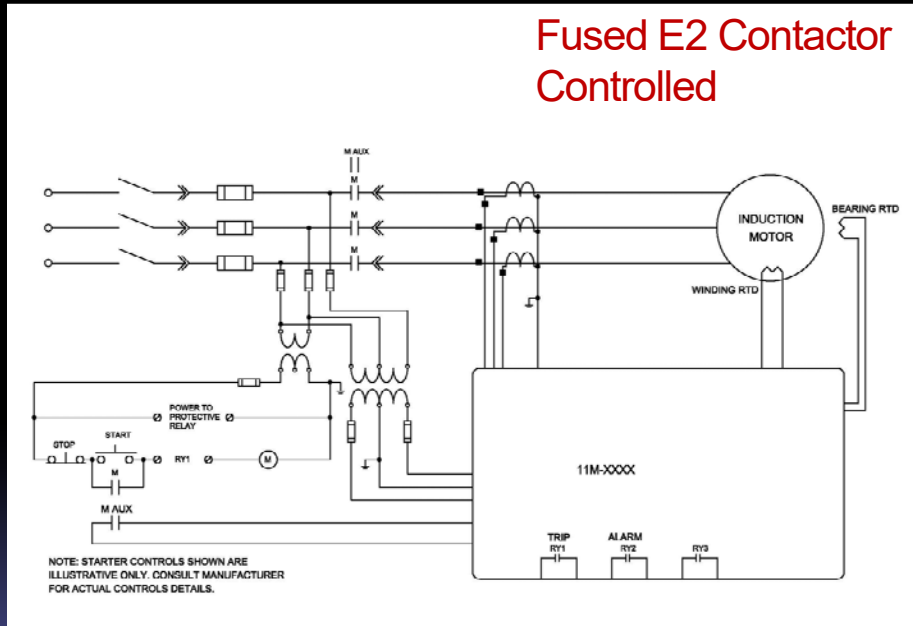 Fused E2 Contactor
Controlled
M AUX
M
M
M
INDUCTION
MOTOR
BEARING RTD
WINDING RTD
POWER TO
PROTECTIVE
RELAY
STOP
START
RY1
M
M
M AUX
11M-XXXX
TRIP
RY1
ALARM
RY2
RY3
NOTE: STARTER CONTROLS SHOWN ARE
ILLUSTRATIVE ONLY. CONSULT MANUFACTURER
FOR ACTUAL CONTROLS DETAILS.